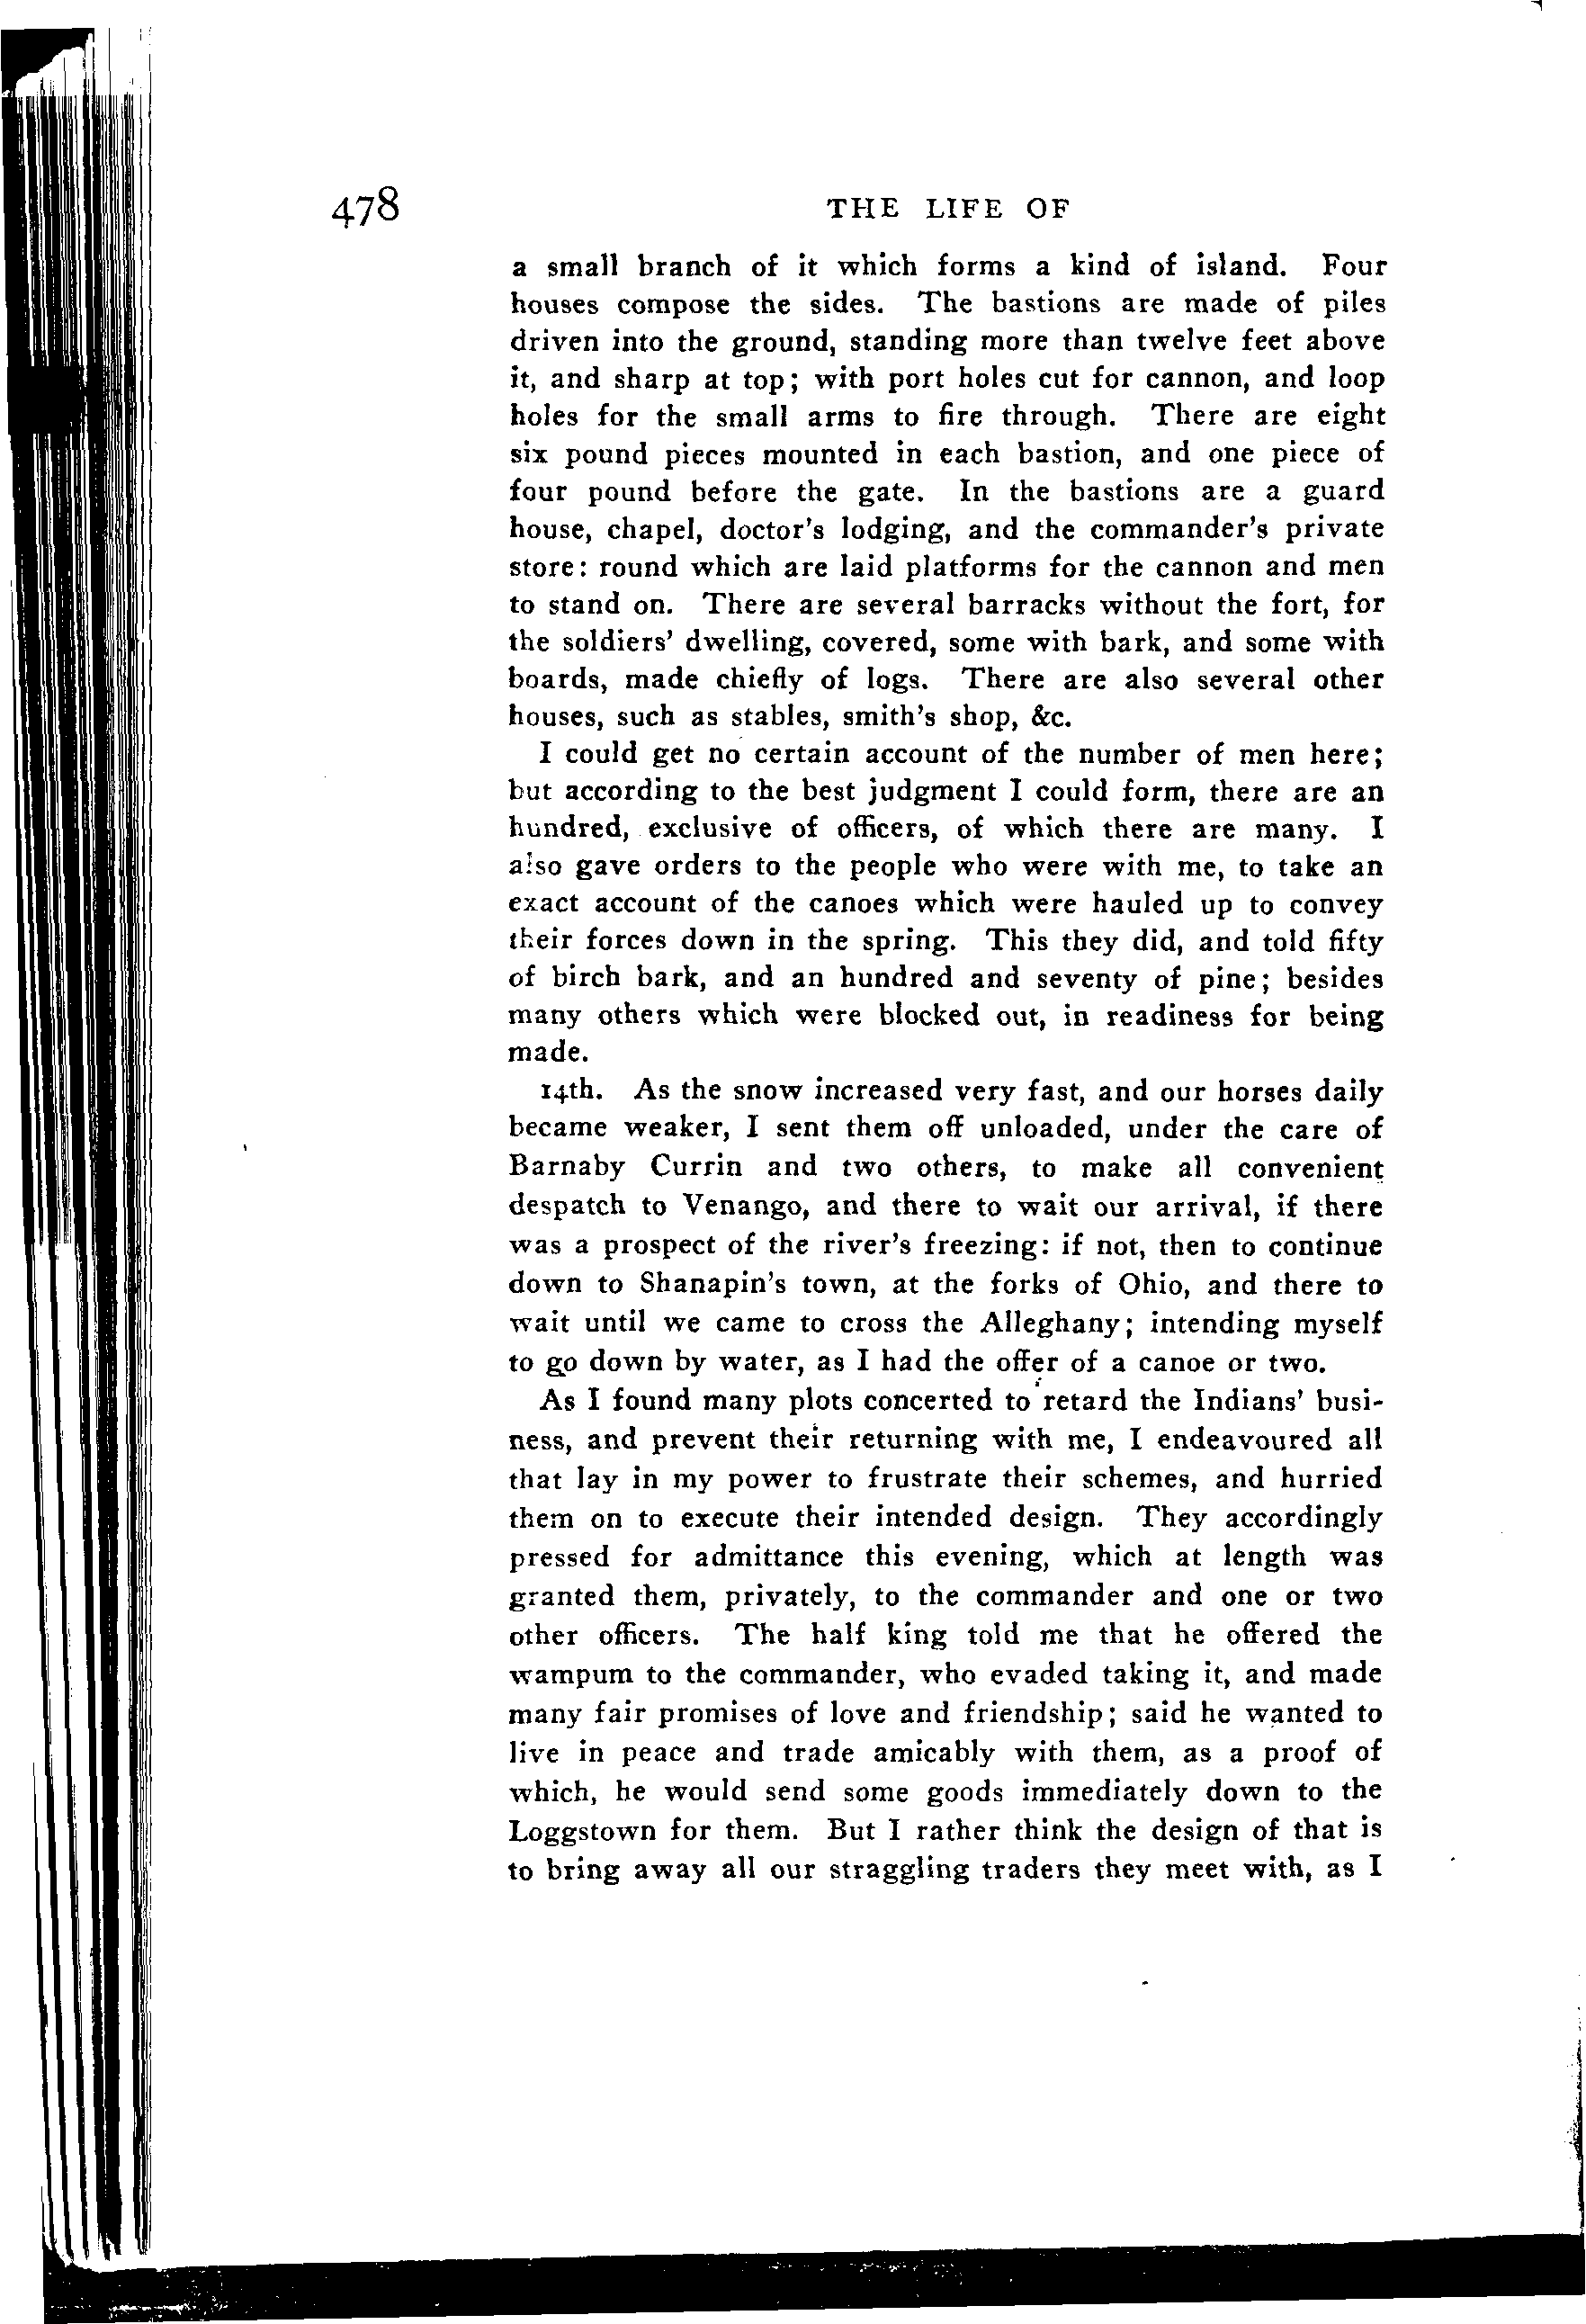 478
THE LIFE OF
a small branch of it which forms a kind of island. Four
houses compose the sides. The bastions are made of piles
driven into the ground, standing more than twelve feet above
it, and sharp at top; with port holes cut for cannon, and loop
holes for the small arms to fire through. There are eight
six pound pieces mounted in each bastion, and one piece of
four pound before the gate. In the bastions are a guard
house, chapel, doctor's lodging, and the commander's private
store: round which are laid platforms for the cannon and men
to stand on. There are several barracks without the fort, for
the soldiers' dwelling, covered, some with bark, and some with
boards, made chiefly of logs. There are also several other
houses, such as stables, smith's shop, &c.
I could get no certain account of the number of men here;
but according to the best judgment I could form, there are an
hundred, exclusive of officers, of which there are many. I
also gave orders to the people who were with me, to take an
exact account of the canoes which were hauled up to convey
their forces down in the spring. This they did, and told fifty
of birch bark, and an hundred and seventy of pine; besides
many others which were blocked out, in readiness for being
made.
14th. As the snow increased very fast, and our horses daily
became weaker, I sent them off unloaded, under the care of
Barnaby Currin and two others, to make all convenient
despatch to Venango, and there to wait our arrival, if there
was a prospect of the river's freezing: if not, then to continue
down to Shanapin's town, at the forks of Ohio, and there to
wait until we came to cross the Alleghany; intending myself
to go down by water, as I had the offer of a canoe or two.
As I found many plots concerted to retard the Indians' busi-
ness, and prevent their returning with me, I endeavoured all
that lay in my power to frustrate their schemes, and hurried
them on to execute their intended design. They accordingly
pressed for admittance this evening, which at length was
granted them, privately, to the commander and one or two
other officers. The half king told me that he offered the
wampum to the commander, who evaded taking it, and made
many fair promises of love and friendship; said he wanted to
live in peace and trade amicably with them, as a proof of
which, he would send some goods immediately down to the
Loggstown for them. But I rather think the design of that is
to bring away all our straggling traders they meet with, as I